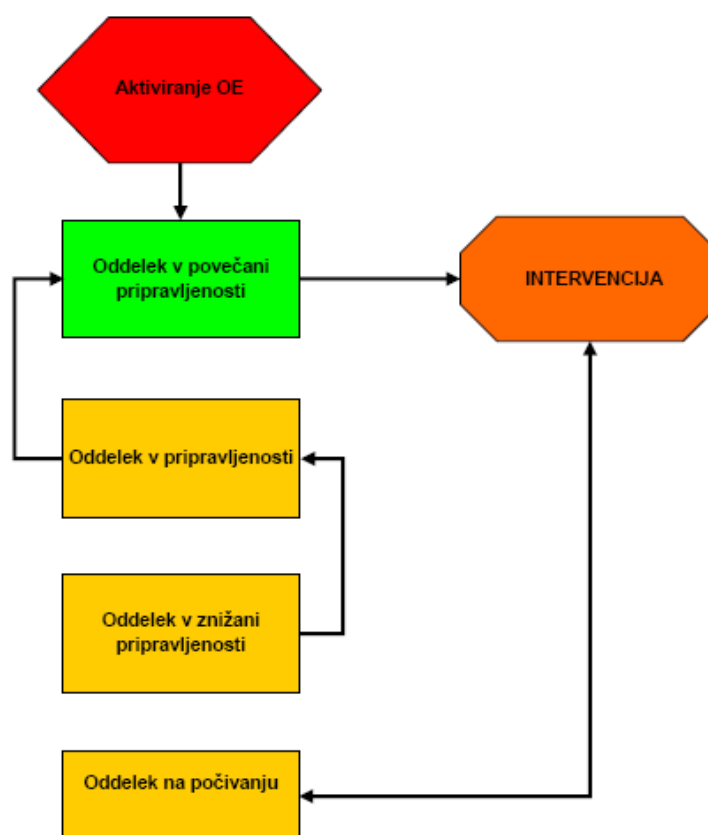 Aktiviranje OE
Oddelek v povečani
pripravljenosti
INTERVENCIJA
Oddelek v pripravljenosti
Oddelek v znižani
pripravljenosti
Oddelek na počivanju